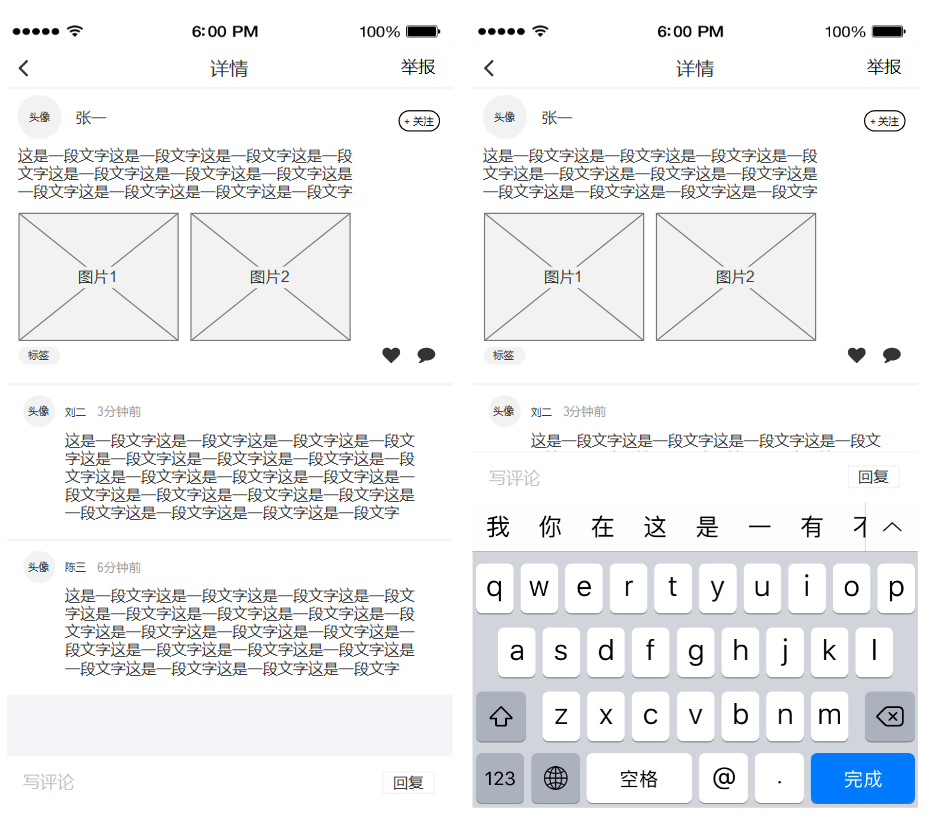 6:00 PM
100%
详情
举报
头像
张一
+ 关注
这是一段文字这是一段文字这是一段文字这是一段
文字这是一段文字这是一段文字这是一段文字这是
一段文字这是一段文字这是一段文字这是一段文字
图片1
图片2
标签
头像
刘二
3分钟前
这是一段文字这是一段文字这是一段文字这是一段文
字这是一段文字这是一段文字这是一段文字这是一段
文字这是一段文字这是一段文字这是一段文字这是一
段文字这是一段文字这是一段文字这是一段文字这是
一段文字这是一段文字这是一段文字这是一段文字
头像
陈三
6分钟前
这是一段文字这是一段文字这是一段文字这是一段文
字这是一段文字这是一段文字这是一段文字这是一段
文字这是一段文字这是一段文字这是一段文字这是一
段文字这是一段文字这是一段文字这是一段文字这是
一段文字这是一段文字这是一段文字这是一段文字
写评论
回复
6:00 PM
100%
详情
举报
头像
张一
+ 关注
这是一段文字这是一段文字这是一段文字这是一段
文字这是一段文字这是一段文字这是一段文字这是
一段文字这是一段文字这是一段文字这是一段文字
图片1
图片2
标签
头像
刘二
3分钟前
这是一段文字这是一段文字这是一段文字这是一段文
写评论
回复
我 你 在 这 是 一 有
q w e r t y u i o p
a s d f g h j k l
z x c v b n m
123
空格
@
.
完成